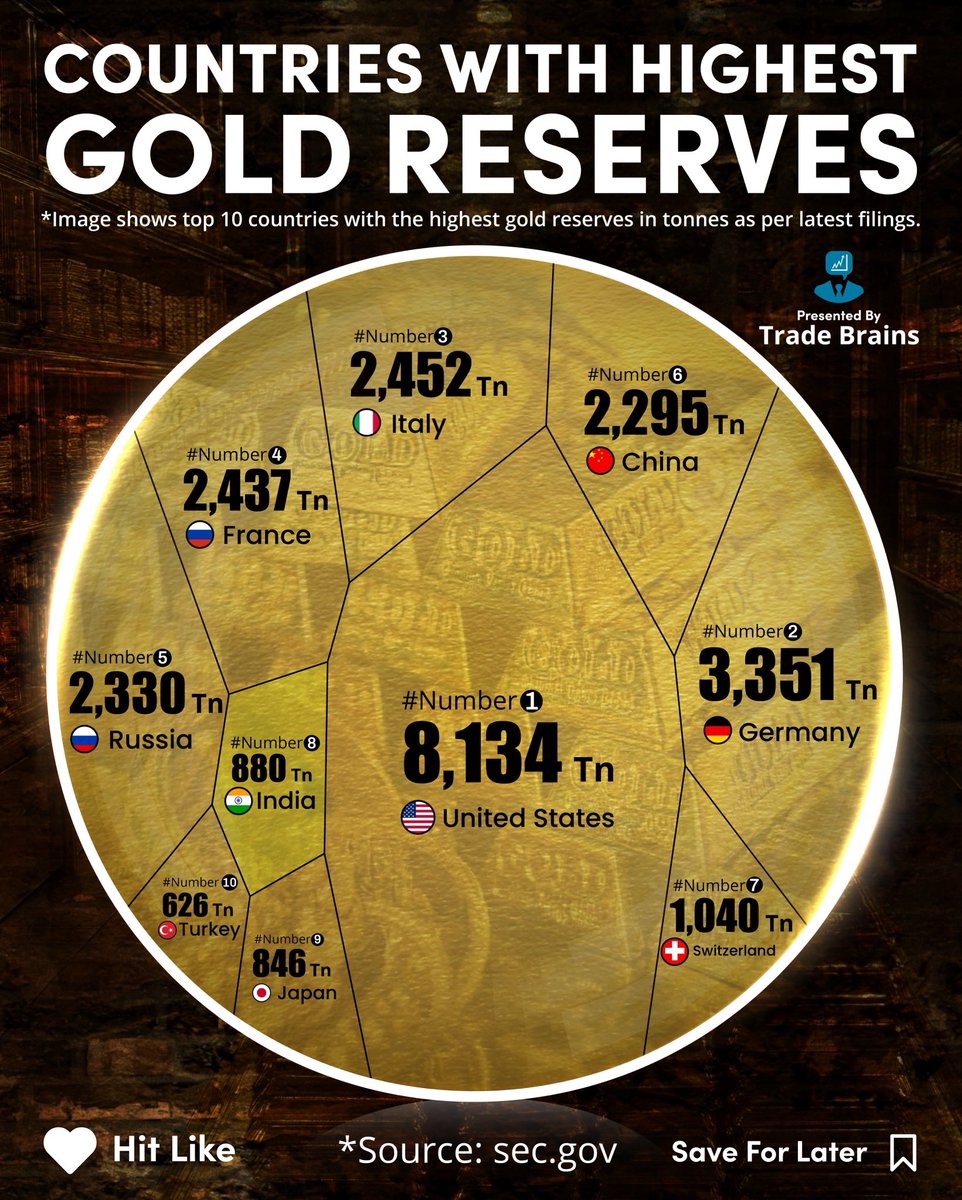 COUNTRIES WITH HIGHEST
GOLD RESERVES
*Image shows top 10 countries with the highest gold reserves in tonnes as per latest filings.
Presented By
Trade Brains
#Number3
2,452 Tn
Italy
#Number6
2,295 Tn
China
#Number4
2,437 Tn
France
#Number2
3,351 Tn
Germany
#Number5
2,330 Tn
Russia
#Number1
8,134 Tn
United States
#Number8
880 Tn
India
#Number10
626 Tn
Turkey
#Number9
846 Tn
Japan
#Number7
1,040 Tn
Switzerland
Hit Like
*Source: sec.gov
Save For Later